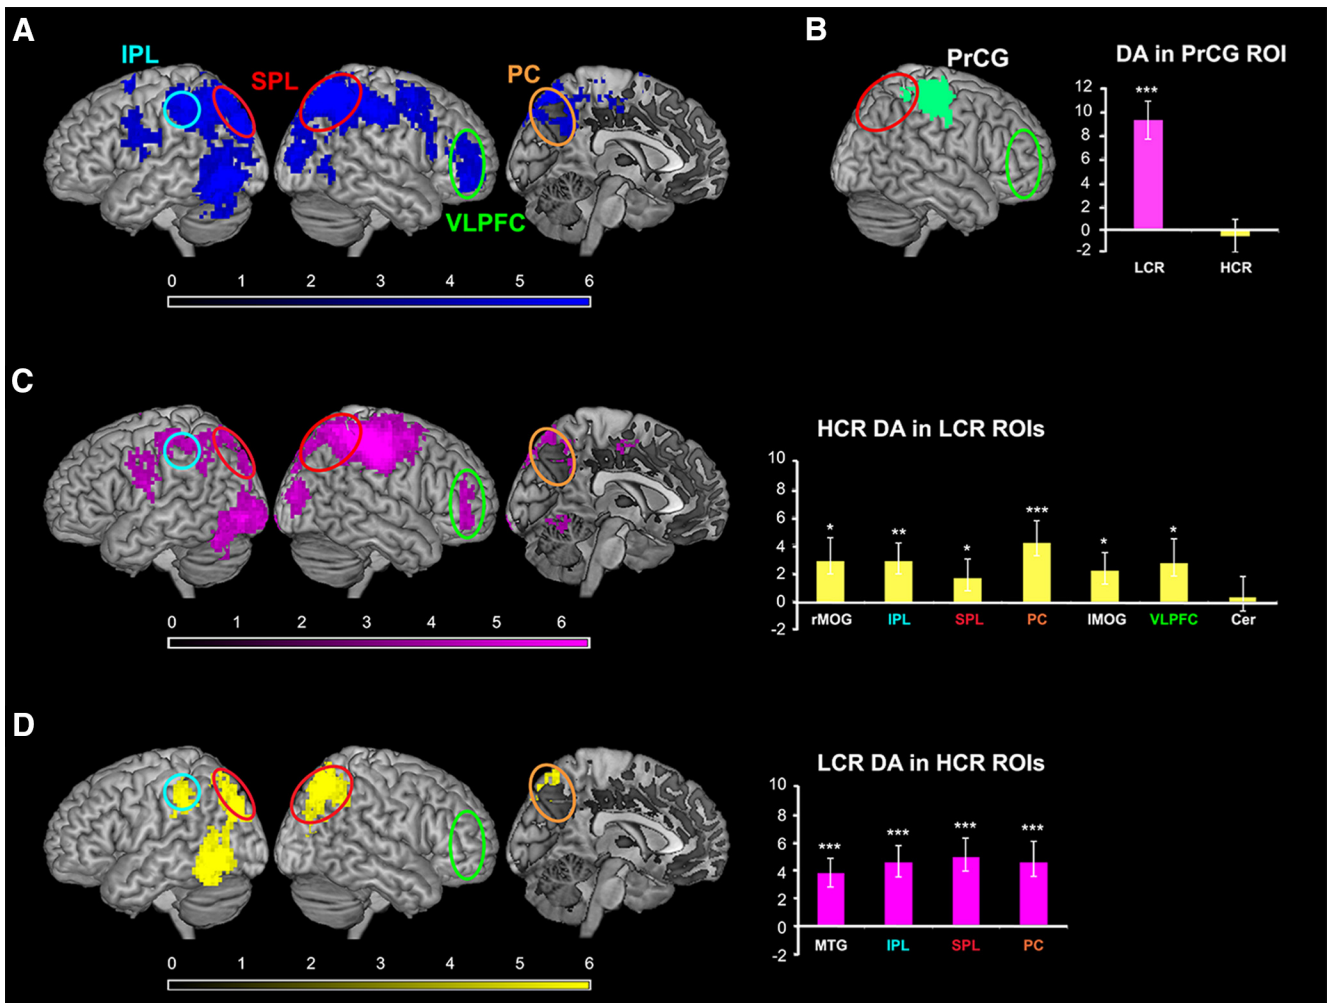 A
IPL
SPL
PC
VLPFC
0 1 2 3 4 5 6
B
PrCG
DA in PrCG ROI
12
10
8
6
4
2
0
-2
***
LCR HCR
C
0 1 2 3 4 5 6
HCR DA in LCR ROIs
10
8
6
4
2
0
-2
* ** * *** * *
rMOG IPL SPL PC lMOG VLPFC Cer
D
0 1 2 3 4 5 6
LCR DA in HCR ROIs
10
8
6
4
2
0
-2
*** *** *** ***
MTG IPL SPL PC